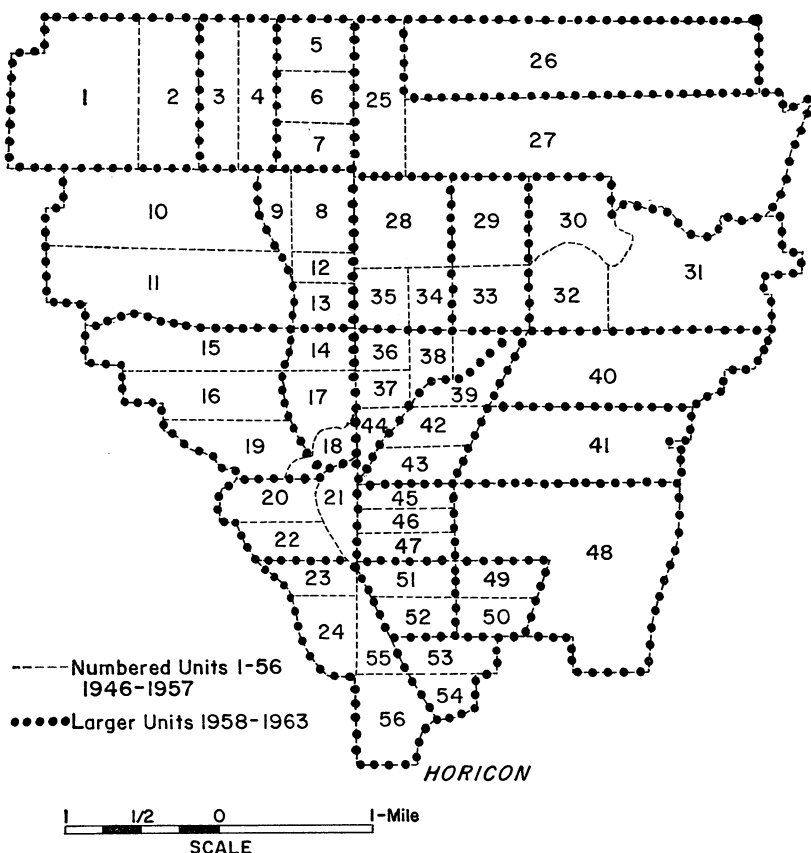 5
26
1 2 3 4 6 25
7 27
10 9 8 28 29 30
31
11 12
13 35 34 33 32
15 14 36 38
16 17 37 39 40
44 42
19 18 43 41
20 21 45
46
22 47 48
23 51 49
24 52 50
55 53
54
56
Numbered Units 1-56
1946-1957
Larger Units 1958-1963
HORICON
1 1/2 0 1-Mile
SCALE